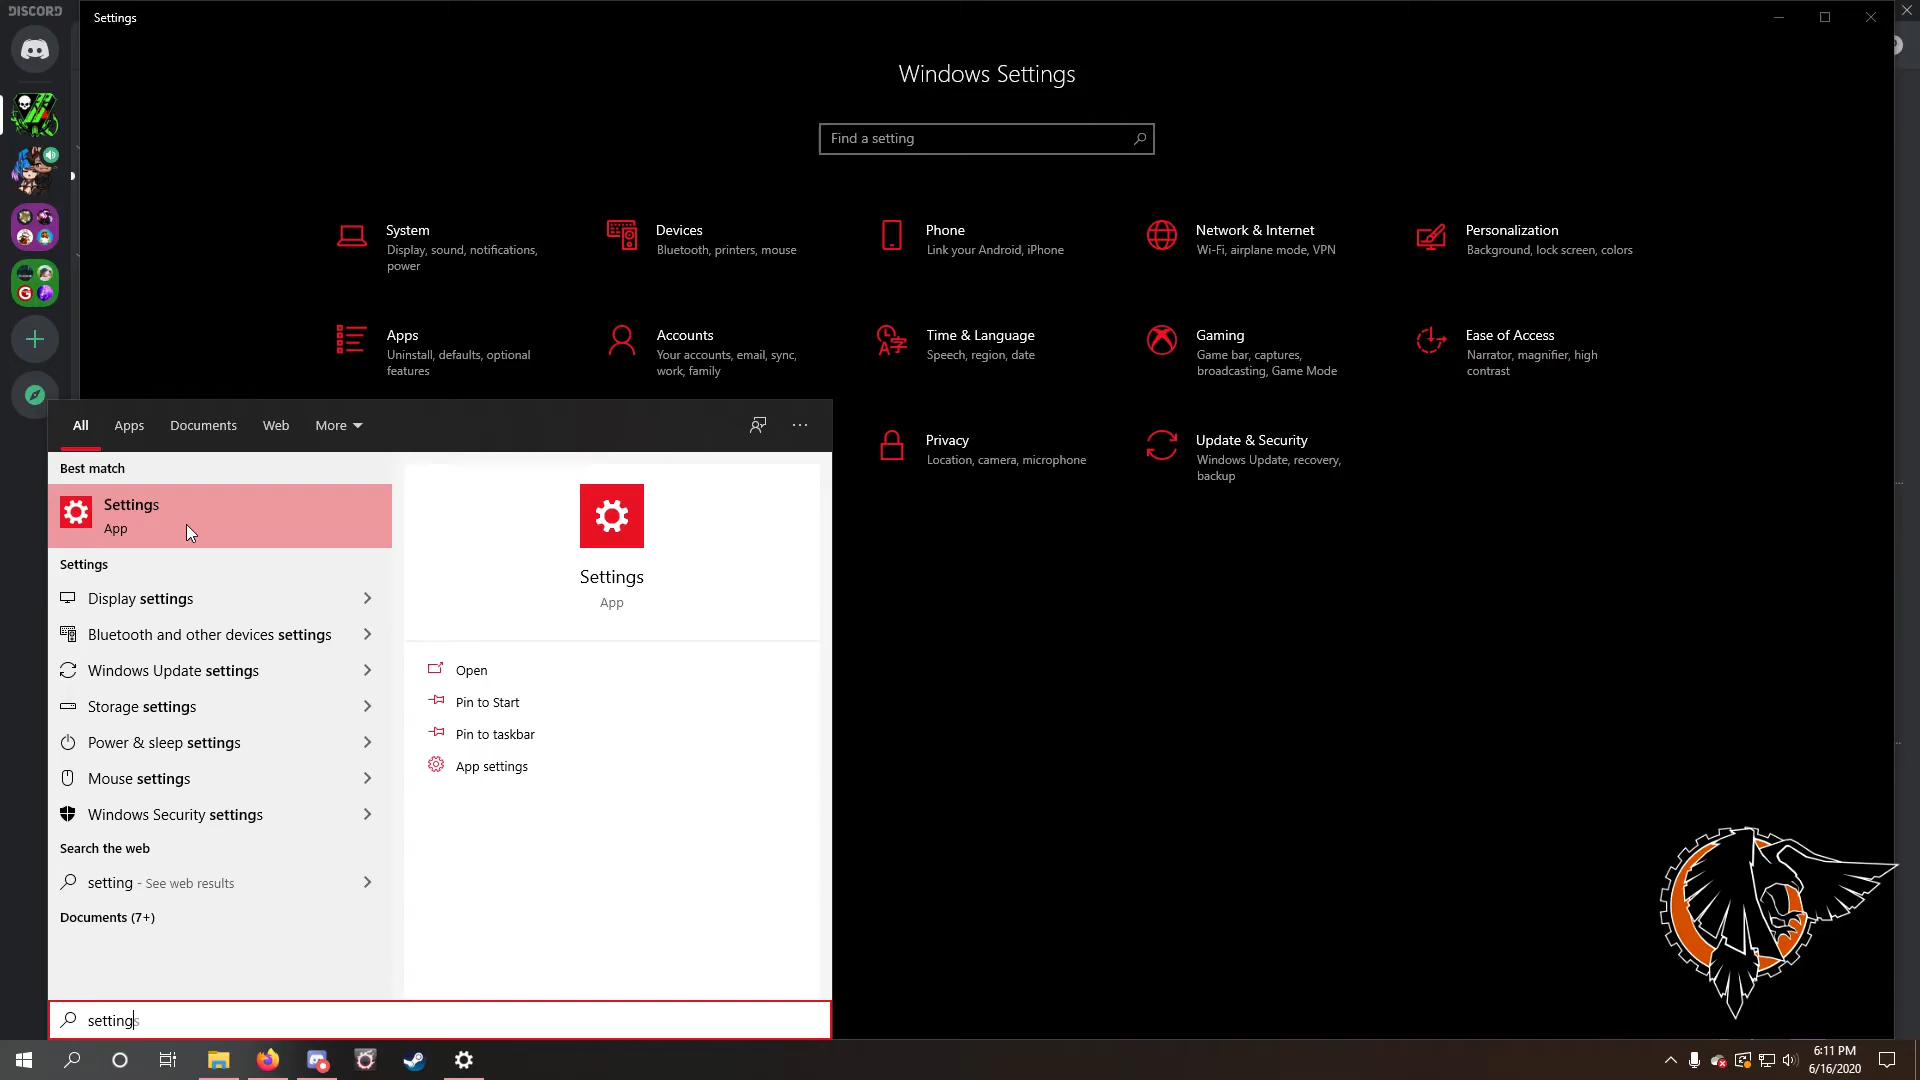 DISCORD
Settings
Windows Settings
Find a setting
System
Display, sound, notifications,
power
Devices
Bluetooth, printers, mouse
Phone
Link your Android, iPhone
Network & Internet
Wi-Fi, airplane mode, VPN
Personalization
Background, lock screen, colors
Apps
Uninstall, defaults, optional
features
Accounts
Your accounts, email, sync,
work, family
Time & Language
Speech, region, date
Gaming
Game bar, captures,
broadcasting, Game Mode
Ease of Access
Narrator, magnifier, high
contrast
Privacy
Location, camera, microphone
Update & Security
Windows Update, recovery,
backup
All
Apps
Documents
Web
More
Best match
Settings
App
Settings
Display settings
Bluetooth and other devices settings
Windows Update settings
Storage settings
Power & sleep settings
Mouse settings
Windows Security settings
Search the web
setting - See web results
Documents (7+)
Settings
App
Open
Pin to Start
Pin to taskbar
App settings
settings
6:11 PM
6/16/2020